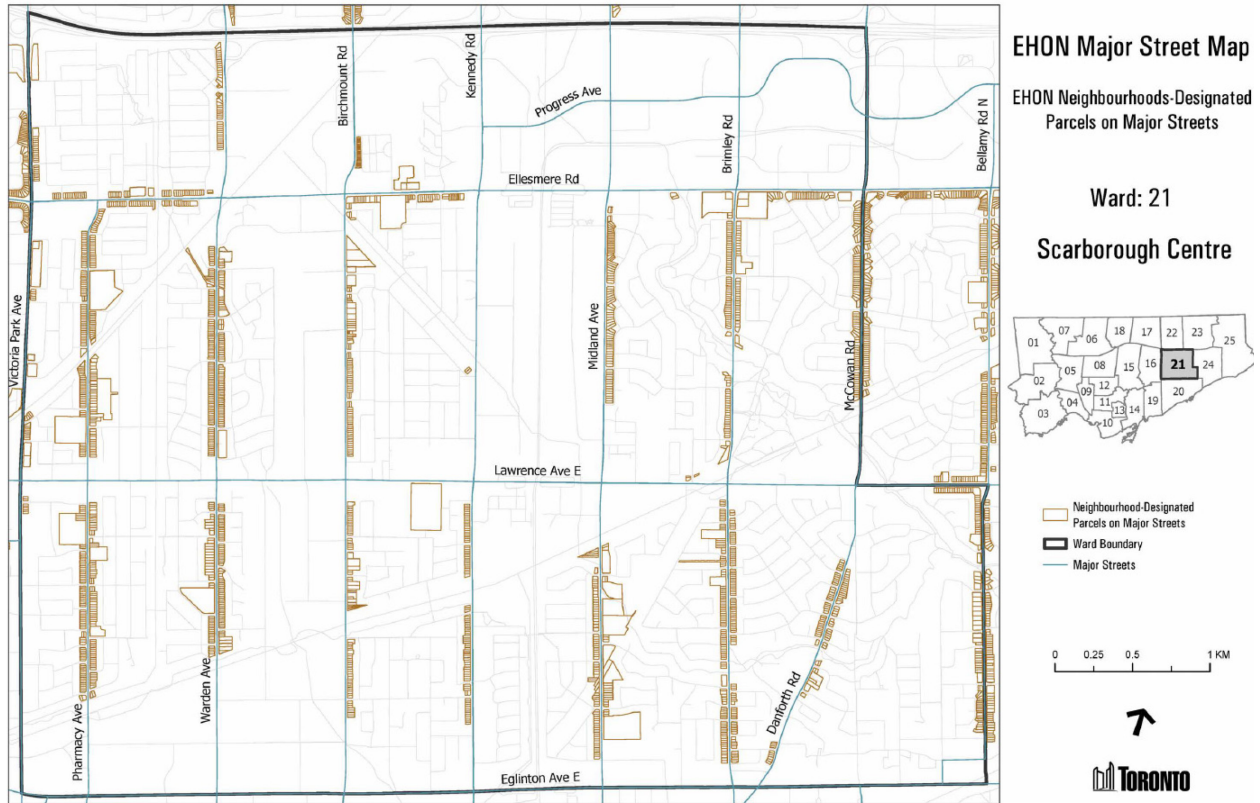 EHON Major Street Map
EHON Neighbourhoods-Designated
Parcels on Major Streets
Ward: 21
Scarborough Centre
Birchmount Rd
Kennedy Rd
Progress Ave
Brimley Rd
Bellamy Rd N
Ellesmere Rd
Victoria Park Ave
Midland Ave
McCowan Rd
Lawrence Ave E
Pharmacy Ave
Warden Ave
Danforth Rd
Eglinton Ave E
01
07
06
18
17
22
23
25
02
05
08
15
16
21
24
03
04
09
12
11
13
10
14
19
20
Neighbourhood-Designated
Parcels on Major Streets
Ward Boundary
Major Streets
0 0.25 0.5 1 KM
TORONTO